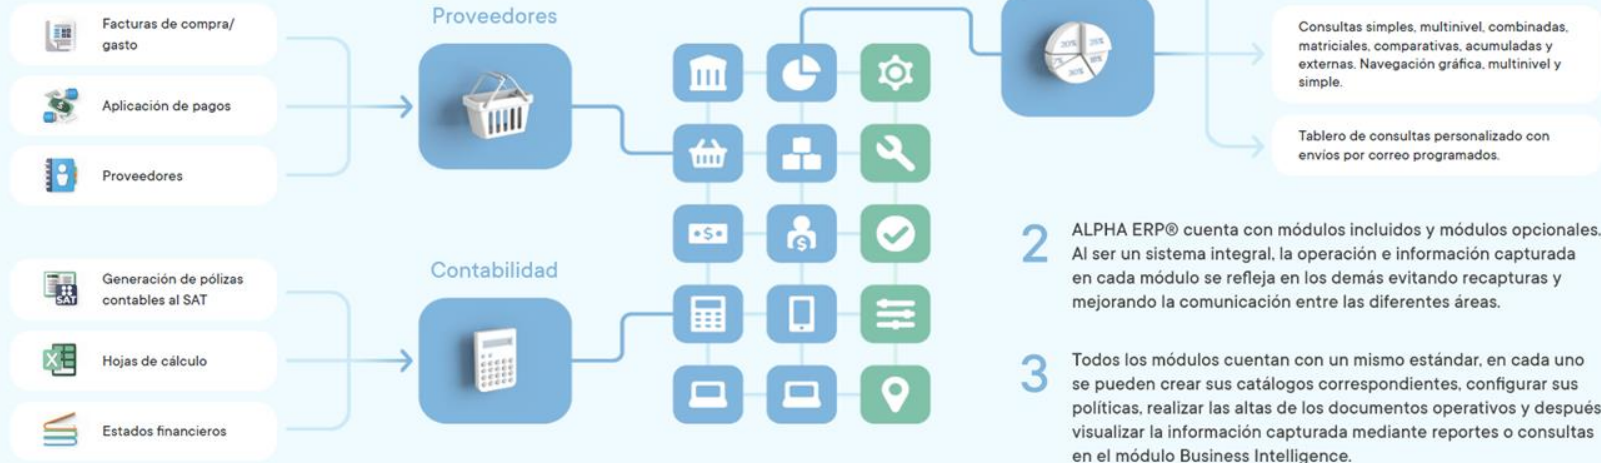 Facturas de compra/
gasto
Aplicación de pagos
Proveedores
Proveedores
Generación de pólizas
contables al SAT
SAT
Hojas de cálculo
Estados financieros
Contabilidad
Consultas simples, multinivel, combinadas,
matriciales, comparativas, acumuladas y
externas. Navegación gráfica, multinivel y
simple.
Tablero de consultas personalizado con
envíos por correo programados.
2
ALPHA ERP® cuenta con módulos incluidos y módulos opcionales.
Al ser un sistema integral, la operación e información capturada
en cada módulo se refleja en los demás evitando recapturas y
mejorando la comunicación entre las diferentes áreas.
3
Todos los módulos cuentan con un mismo estándar, en cada uno
se pueden crear sus catálogos correspondientes, configurar sus
políticas, realizar las altas de los documentos operativos y después
visualizar la información capturada mediante reportes o consultas
en el módulo Business Intelligence.